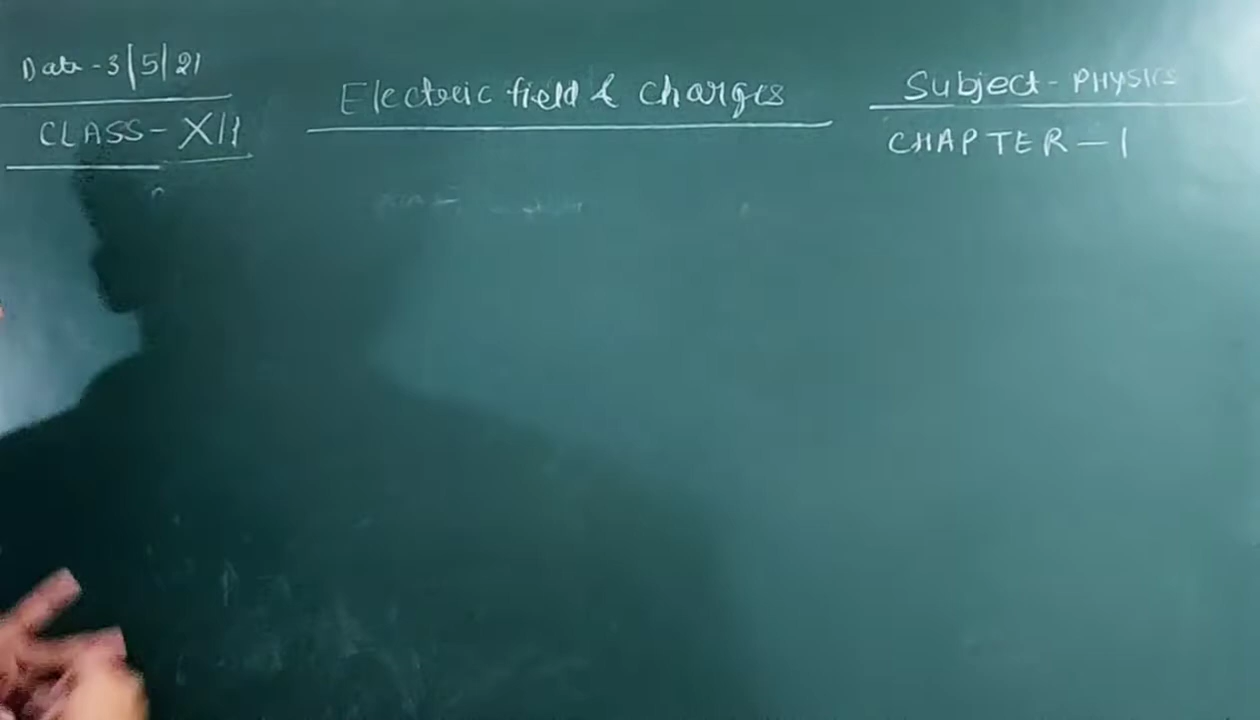 Date - 3/5/21
CLASS - XII
Electric field & charges
Subject - PHYSICS
CHAPTER - 1